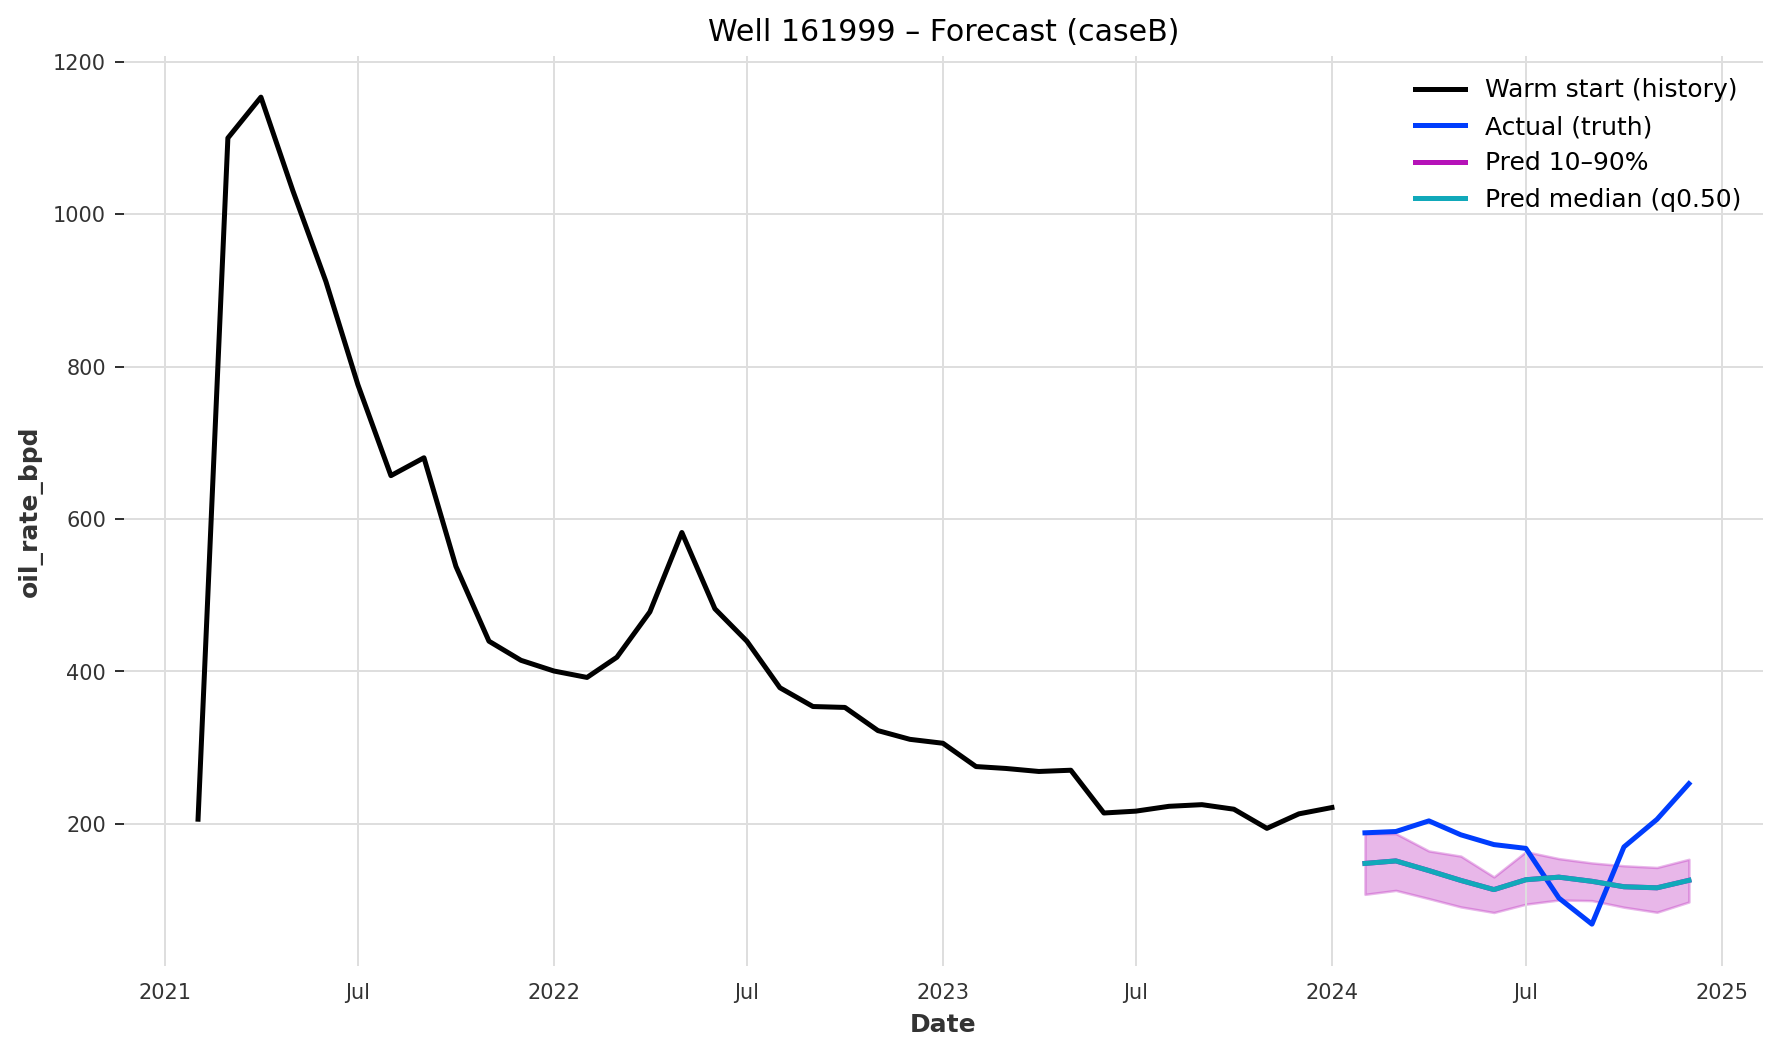 Well 161999 – Forecast (caseB)
Warm start (history)
Actual (truth)
Pred 10–90%
Pred median (q0.50)
oil_rate_bpd
1200
1000
800
600
400
200
2021
Jul
2022
Jul
2023
Jul
2024
Jul
2025
Date